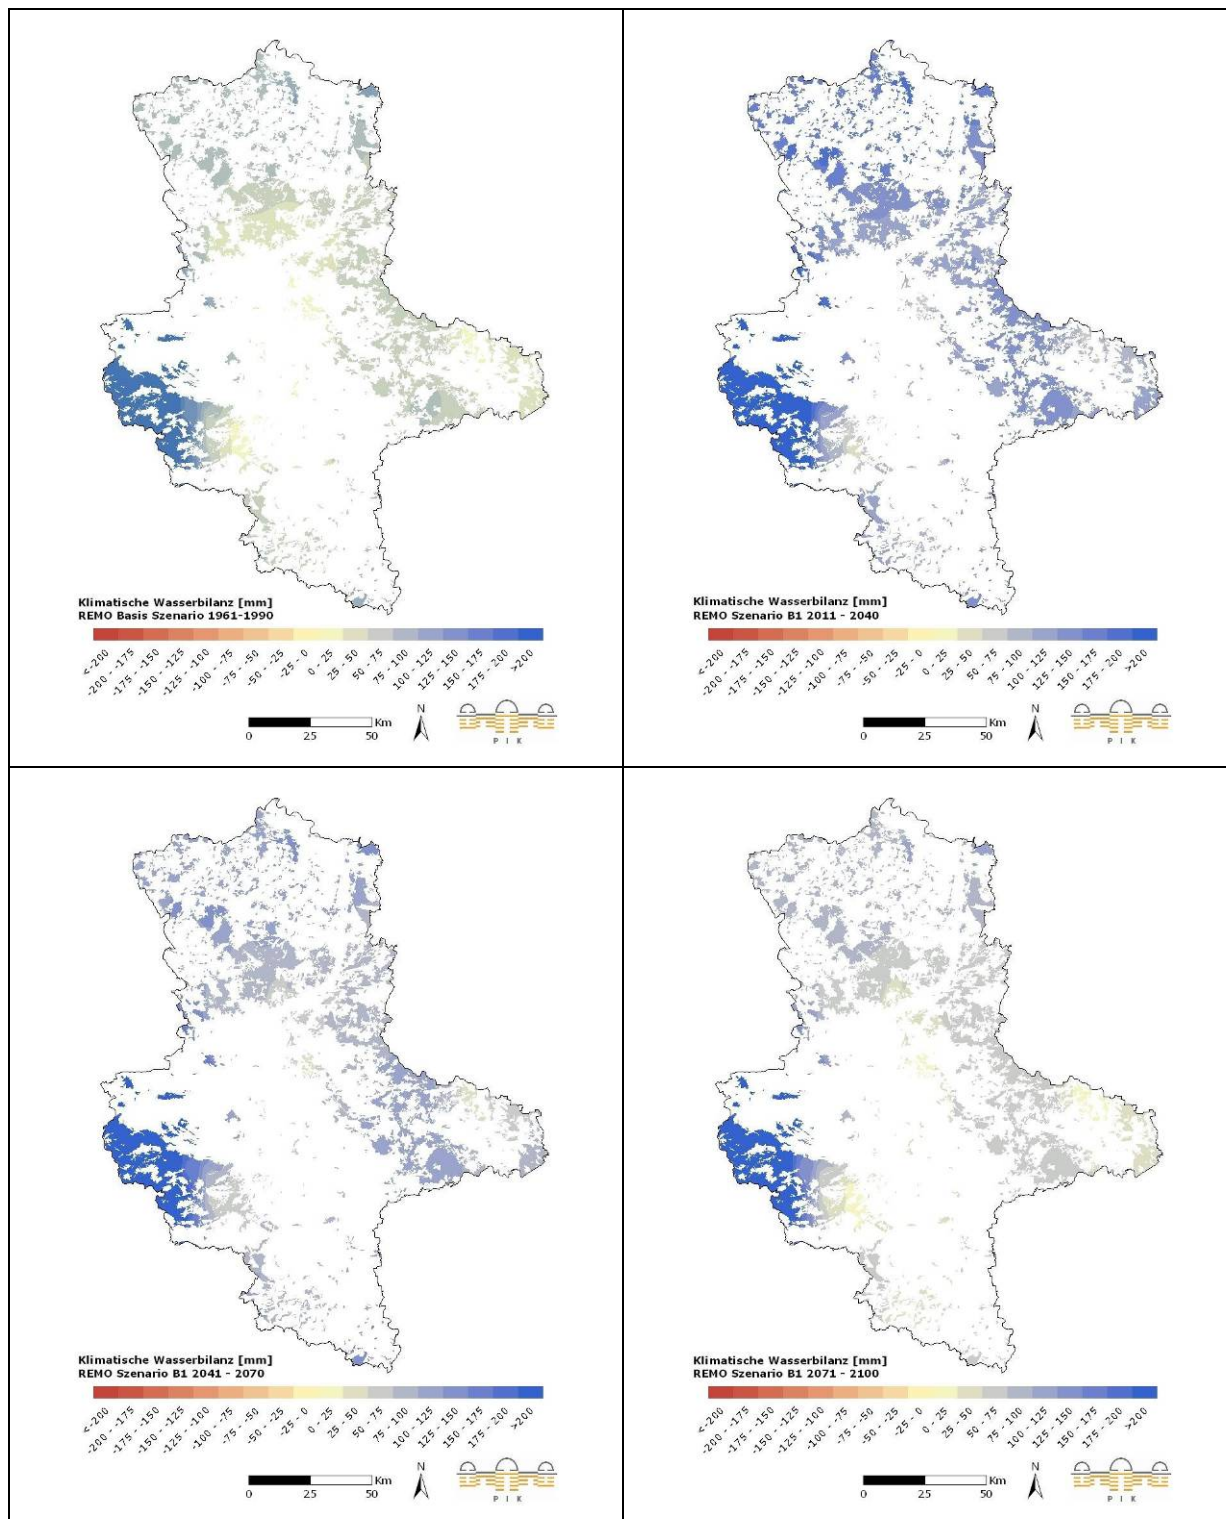 Klimatische Wasserbilanz [mm]
REMO Basis Szenario 1961-1990
<-200
-200 - -175
-175 - -150
-150 - -125
-125 - -100
-100 - -75
-75 - -50
-50 - -25
-25 - 0
0 - 25
25 50
50 - 75
75 - 100
100 - 125
125 - 150
150 - 175
175 - 200
>200
Km
0 25 50
N
P I K
Klimatische Wasserbilanz [mm]
REMO Szenario B1 2011 - 2040
<-200
-200 - -175
-175 - -150
-150 - -125
-125 - -100
-100 - -75
-75 - -50
-50 - -25
-25 - 0
0 - 25
25 50
50 - 75
75 - 100
100 - 125
125 - 150
150 - 175
175 - 200
>200
Km
0 25 50
N
P I K
Klimatische Wasserbilanz [mm]
REMO Szenario B1 2041 - 2070
<-200
-200 - -175
-175 - -150
-150 - -125
-125 - -100
-100 - -75
-75 - -50
-50 - -25
-25 - 0
0 - 25
25 50
50 - 75
75 - 100
100 - 125
125 - 150
150 - 175
175 - 200
>200
Km
0 25 50
N
P I K
Klimatische Wasserbilanz [mm]
REMO Szenario B1 2071 - 2100
<-200
-200 - -175
-175 - -150
-150 - -125
-125 - -100
-100 - -75
-75 - -50
-50 - -25
-25 - 0
0 - 25
25 50
50 - 75
75 - 100
100 - 125
125 - 150
150 - 175
175 - 200
>200
Km
0 25 50
N
P I K